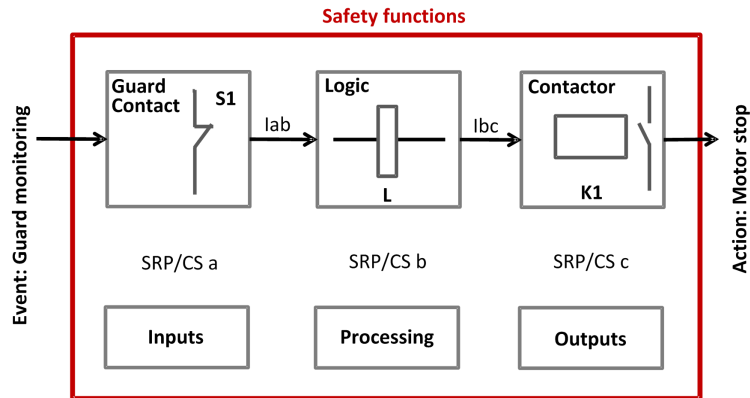 Safety functions
Event: Guard monitoring
Guard
Contact
S1
Iab
Logic
L
Ibc
Contactor
K1
Action: Motor stop
SRP/CS a
SRP/CS b
SRP/CS c
Inputs
Processing
Outputs